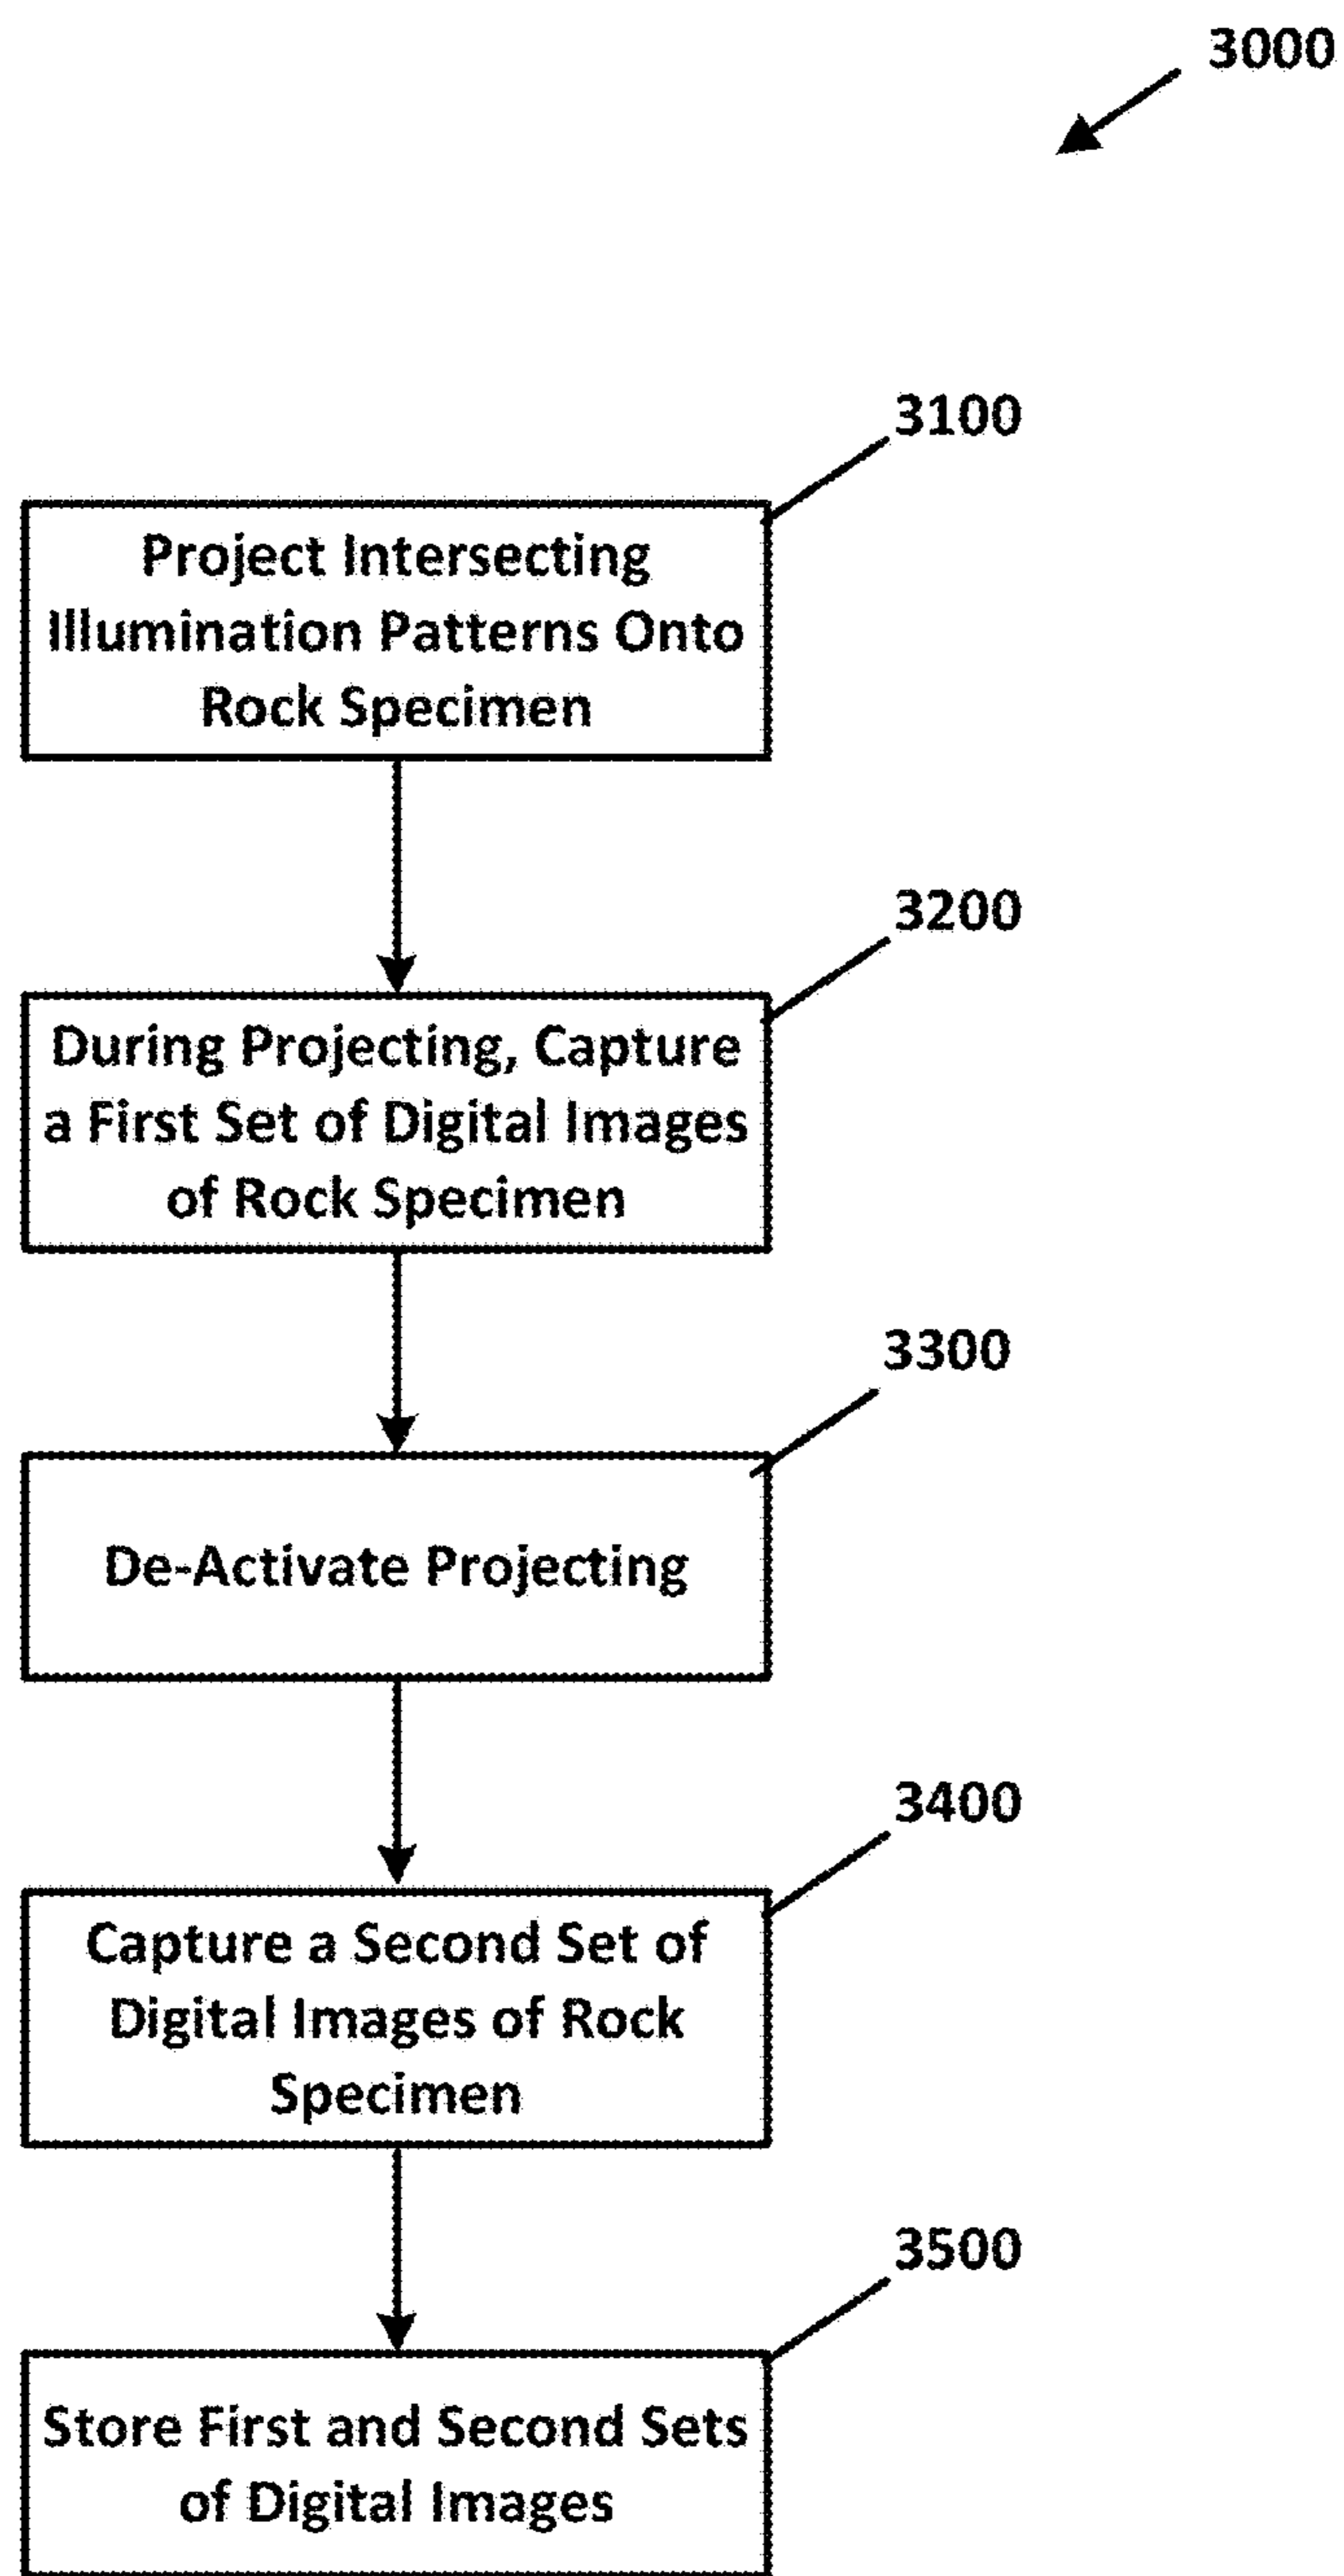 3000
3100
Project Intersecting
Illumination Patterns Onto
Rock Specimen
3200
During Projecting, Capture
a First Set of Digital Images
of Rock Specimen
3300
De-Activate Projecting
3400
Capture a Second Set of
Digital Images of Rock
Specimen
3500
Store First and Second Sets
of Digital Images